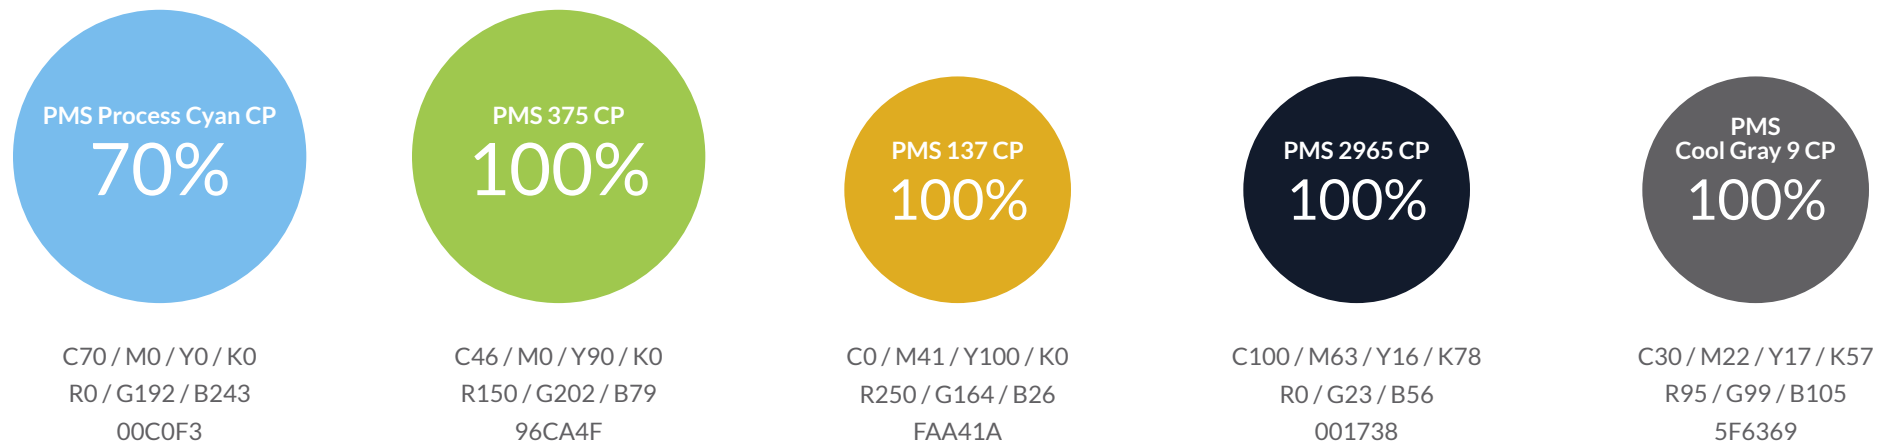 PMS Process Cyan CP
70%
C70 / M0 / Y0 / K0
R0 / G192 / B243
00C0F3
PMS 375 CP
100%
C46 / M0 / Y90 / K0
R150 / G202 / B79
96CA4F
PMS 137 CP
100%
C0 / M41 / Y100 / K0
R250 / G164 / B26
FAA41A
PMS 2965 CP
100%
C100 / M63 / Y16 / K78
R0 / G23 / B56
001738
PMS
Cool Gray 9 CP
100%
C30 / M22 / Y17 / K57
R95 / G99 / B105
5F6369